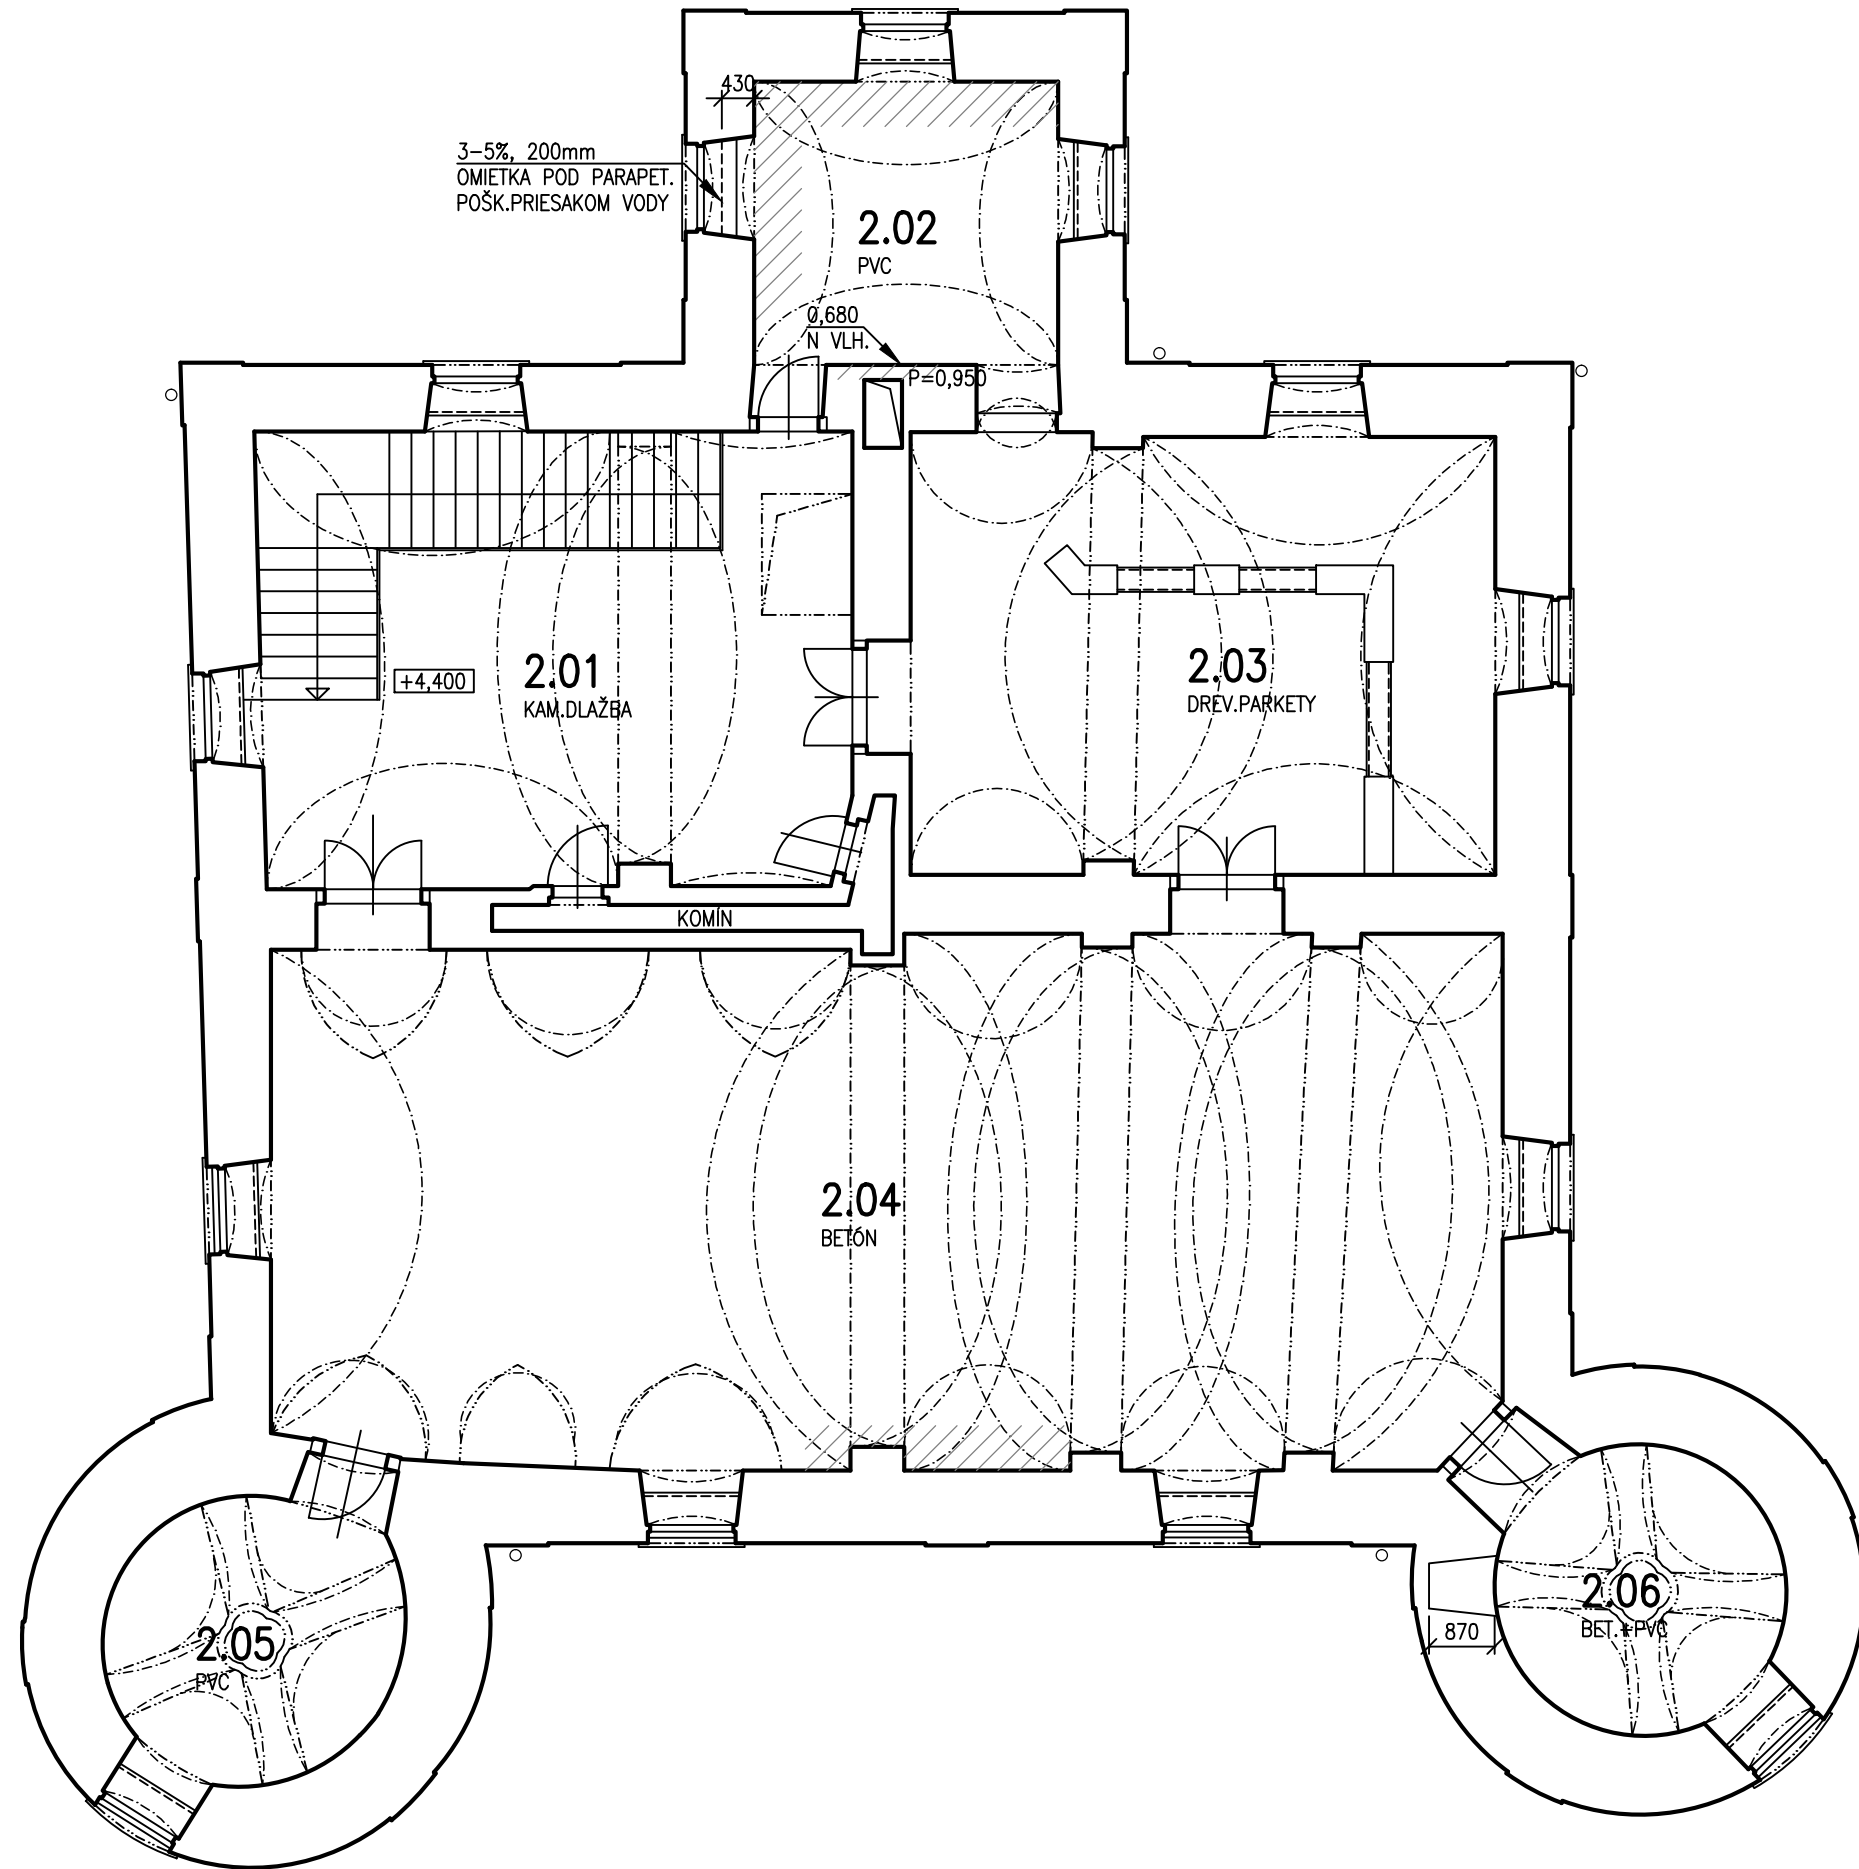 430
3-5%, 200mm
OMIETKA POD PARAPET.
POŠK.PRIESAKOM VODY
2.02
PVC
0,680
N VLH.
P=0,950
2.01
KAM.DLAŽBA
+4,400
2.03
DREV.PARKETY
KOMÍN
2.04
BETÓN
2.05
PVC
2.06
BET.+PVC
870